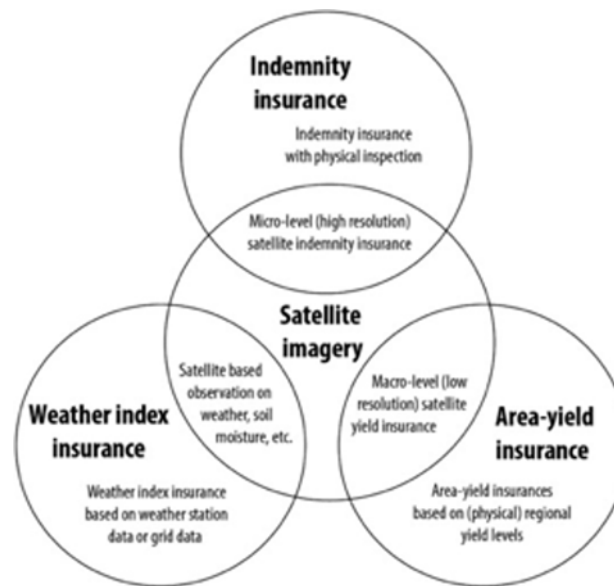 Indemnity
insurance
Indemnity insurance
with physical inspection
Micro-level (high resolution)
satellite indemnity insurance
Satellite
imagery
Satellite based
observation on
weather, soil
moisture, etc.
Macro-level (low
resolution) satellite
yield insurance
Weather index
insurance
Area-yield
insurance
Weather index insurance
based on weather station
data or grid data
Area-yield insurances
based on (physical) regional
yield levels